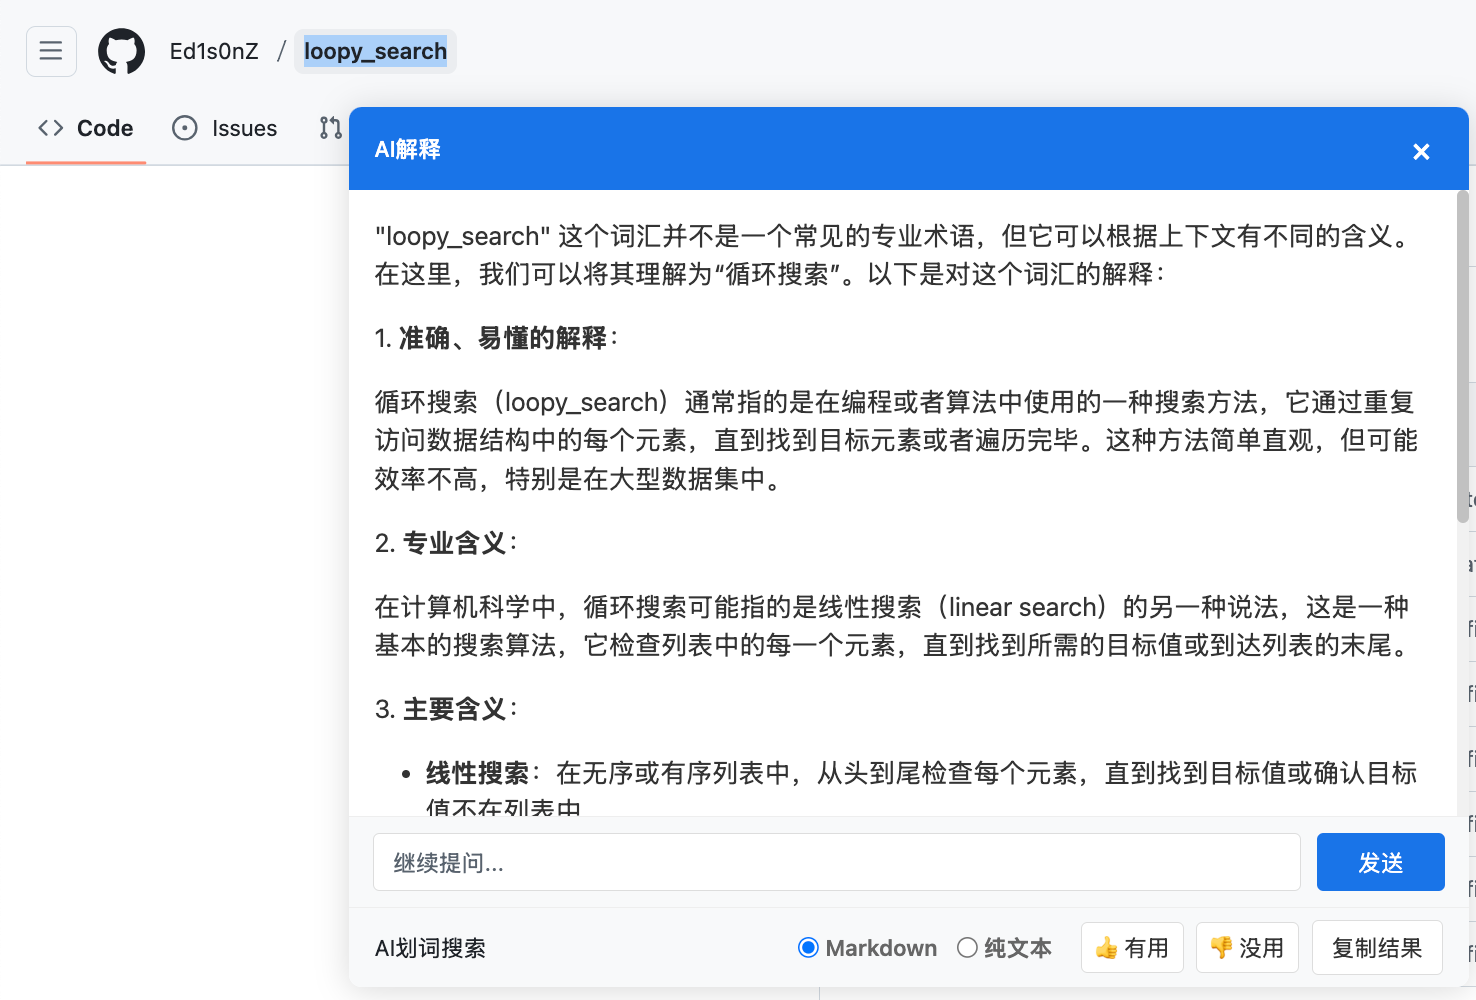 Ed1s0nZ / loopy_search
Code Issues
AI解释
"loopy_search" 这个词汇并不是一个常见的专业术语，但它可以根据上下文有不同的含义。
在这里，我们可以将其理解为“循环搜索”。以下是对这个词汇的解释：
1. 准确、易懂的解释：
循环搜索（loopy_search）通常指的是在编程或者算法中使用的一种搜索方法，它通过重复
访问数据结构中的每个元素，直到找到目标元素或者遍历完毕。这种方法简单直观，但可能
效率不高，特别是在大型数据集中。
2. 专业含义：
在计算机科学中，循环搜索可能指的是线性搜索（linear search）的另一种说法，这是一种
基本的搜索算法，它检查列表中的每一个元素，直到找到所需的目标值或到达列表的末尾。
3. 主要含义：
• 线性搜索：在无序或有序列表中，从头到尾检查每个元素，直到找到目标值或确认目标
值不在列表中
继续提问...
发送
AI划词搜索
Markdown 纯文本 👍 有用 👎 没用 复制结果